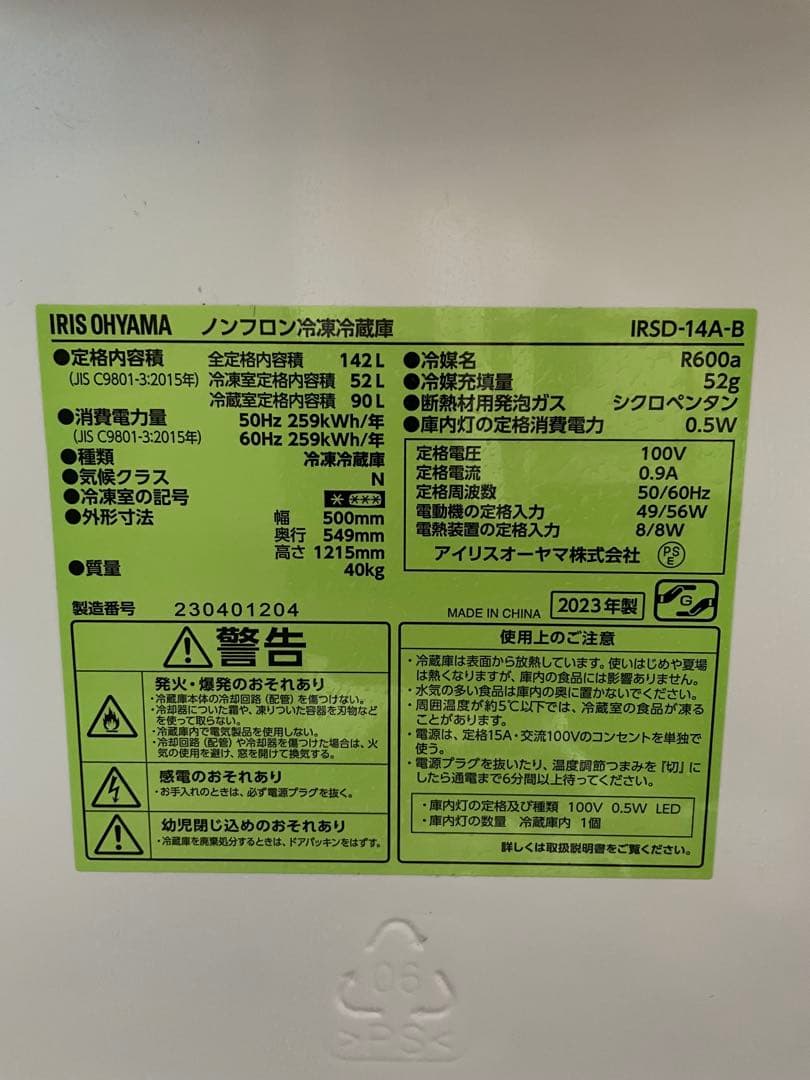 IRIS OHYAMA ノンフロン冷凍冷蔵庫 IRSD-14A-B
●定格内容積 全定格内容積 142L
(JIS C9801-3:2015年) 冷凍室定格内容積 52L
冷蔵室定格内容積 90L
●消費電力量 50Hz 259kWh/年
(JIS C9801-3:2015年) 60Hz 259kWh/年
●種類 冷凍冷蔵庫
●気候クラス N
●冷凍室の記号 * ***
●外形寸法 幅 500mm
奥行 549mm
高さ 1215mm
●質量 40kg
●冷媒名 R600a
●冷媒充填量 52g
●断熱材用発泡ガス シクロペンタン
●庫内灯の定格消費電力 0.5W
定格電圧 100V
定格電流 0.9A
定格周波数 50/60Hz
電動機の定格入力 49/56W
電熱装置の定格入力 8/8W
アイリスオーヤマ株式会社 PSE
製造番号 230401204
MADE IN CHINA 2023年製 G
警告
発火・爆発のおそれあり
・冷蔵庫本体の冷却回路(配管)を傷つけない。
・冷却器についた霜や、凍りついた容器を刃物など
を使って取らない。
・冷蔵庫内で電気製品を使用しない。
・冷却回路(配管)や冷却器を傷つけた場合は、火
気の使用を避け、窓を開けて換気する。
感電のおそれあり
・お手入れのときは、必ず電源プラグを抜く。
幼児閉じ込めのおそれあり
・冷蔵庫を廃棄処分するときは、ドアパッキンをはずす。
使用上のご注意
・冷蔵庫は表面から放熱しています。使いはじめや夏場
は熱くなりますが、庫内の食品には影響ありません。
・水気の多い食品は庫内の奥に置かないでください。
・周囲温度が約5℃以下では、冷蔵室の食品が凍る
ことがあります。
・電源は、定格15A・交流100Vのコンセントを単独で
使う。
・電源プラグを抜いたり、温度調節つまみを「切」に
したら通電まで6分間以上待ってください。
・庫内灯の定格及び種類 100V 0.5W LED
・庫内灯の数量 冷蔵庫内 1個
詳しくは取扱説明書をご覧ください。
06
>PS<